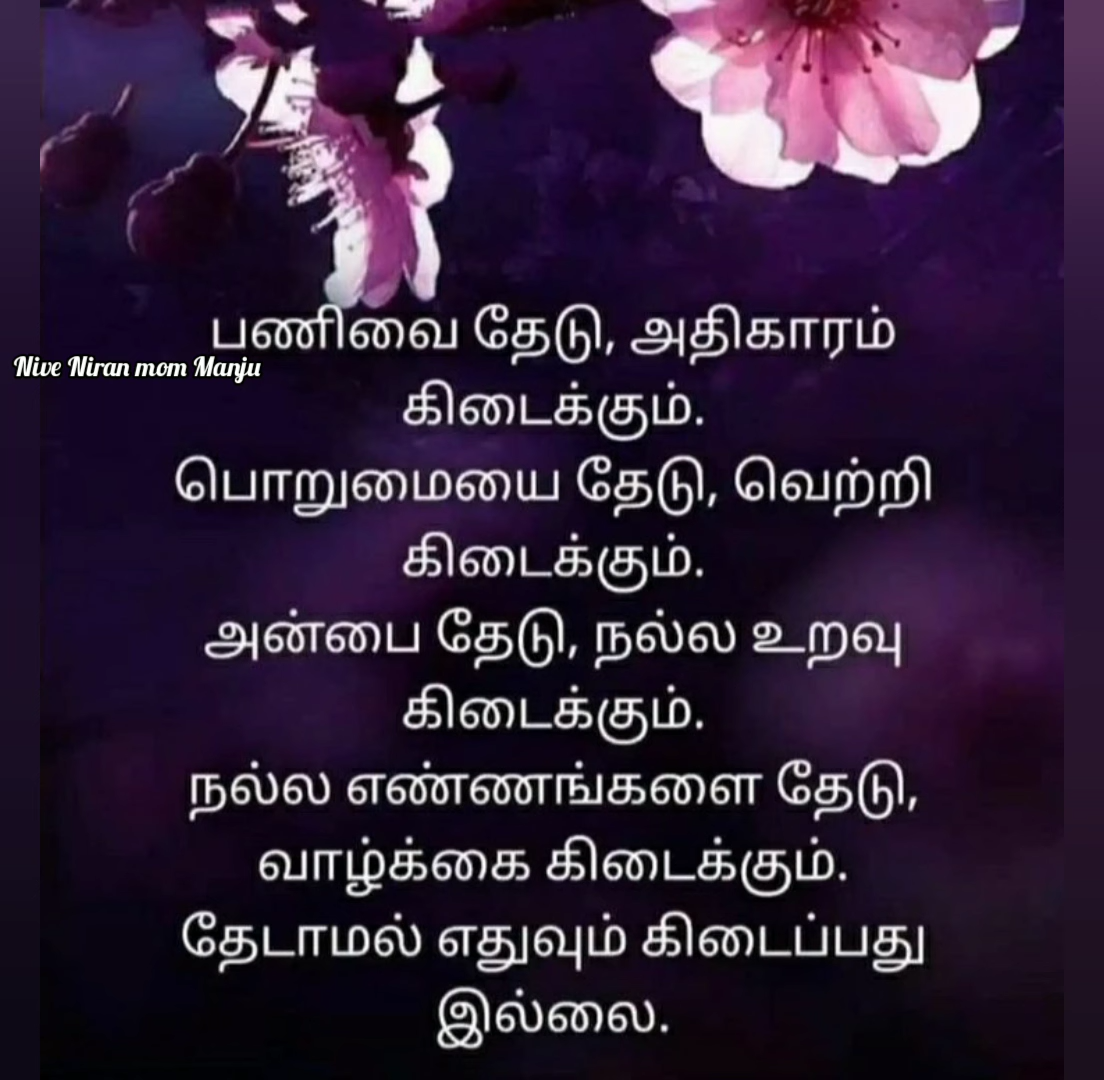 பணிவை தேடு, அதிகாரம்
Nive Niran mom Manju
கிடைக்கும்.
பொறுமையை தேடு, வெற்றி
கிடைக்கும்.
அன்பை தேடு, நல்ல உறவு
கிடைக்கும்.
நல்ல எண்ணங்களை தேடு,
வாழ்க்கை கிடைக்கும்.
தேடாமல் எதுவும் கிடைப்பது
இல்லை.